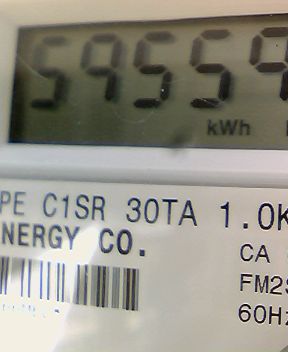 59559
kWh
PE C1SR 30TA 1.0K
NERGY CO.
CA
FM2S
60Hz